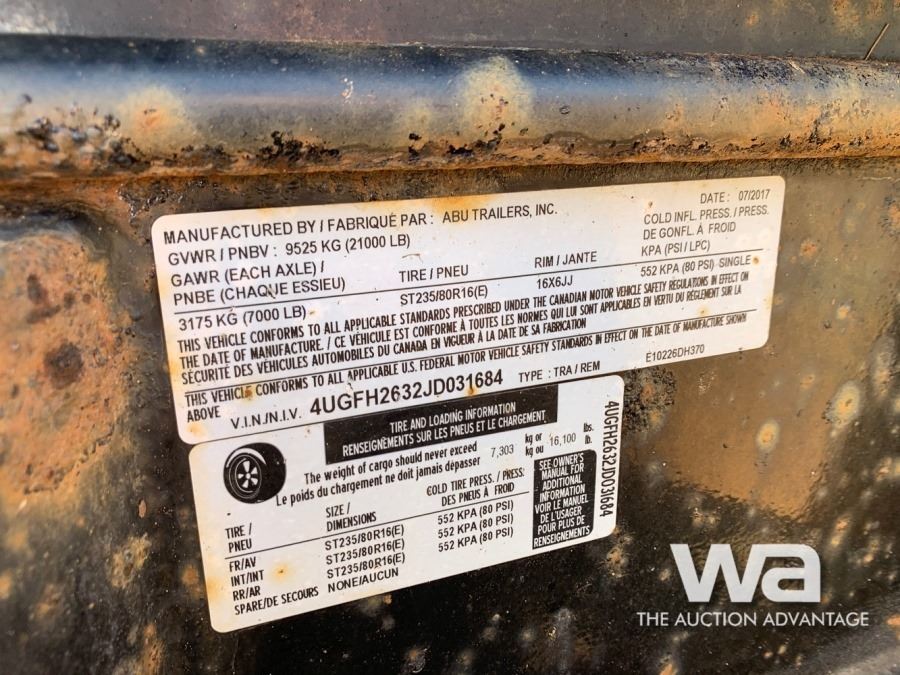 MANUFACTURED BY / FABRIQUÉ PAR : ABU TRAILERS, INC.
DATE : 07/2017
GVWR / PNBV : 9525 KG (21000 LB)
COLD INFL. PRESS. / PRESS.
DE GONFL. À FROID
KPA (PSI / LPC)
GAWR (EACH AXLE) /
PNBE (CHAQUE ESSIEU)
TIRE / PNEU
RIM / JANTE
3175 KG (7000 LB)
ST235/80R16(E)
16X6JJ
552 KPA (80 PSI) SINGLE
THIS VEHICLE CONFORMS TO ALL APPLICABLE STANDARDS PRESCRIBED UNDER THE CANADIAN MOTOR VEHICLE SAFETY REGULATIONS IN EFFECT ON
THE DATE OF MANUFACTURE. / CE VÉHICULE EST CONFORME À TOUTES LES NORMES QUI LUI SONT APPLICABLES EN VERTU DU RÉGLEMENT SUR LA
SÉCURITÉ DES VÉHICULES AUTOMOBILES DU CANADA EN VIGUEUR À LA DATE DE SA FABRICATION
THIS VEHICLE CONFORMS TO ALL APPLICABLE U.S. FEDERAL MOTOR VEHICLE SAFETY STANDARDS IN EFFECT ON THE DATE OF MANUFACTURE SHOWN
ABOVE
E10226DH370
V.I.N./N.I.V. 4UGFH2632JD031684 TYPE : TRA / REM
TIRE AND LOADING INFORMATION
RENSEIGNEMENTS SUR LES PNEUS ET LE CHARGEMENT
The weight of cargo should never exceed
Le poids du chargement ne doit jamais dépasser
7,303
kg or
kg ou
16,100
lbs.
lb.
TIRE /
PNEU
SIZE /
DIMENSIONS
COLD TIRE PRESS. / PRESS:
DES PNEUS À FROID
FR/AV ST235/80R16(E) 552 KPA (80 PSI)
INT/INT ST235/80R16(E) 552 KPA (80 PSI)
RR/AR ST235/80R16(E) 552 KPA (80 PSI)
SPARE/DE SECOURS NONE/AUCUN
SEE OWNER'S
MANUAL FOR
ADDITIONAL
INFORMATION
VOIR LE MANUEL
DE L'USAGER
POUR PLUS DE
RENSEIGNEMENTS
4UGFH2632JD031684
wa
THE AUCTION ADVANTAGE